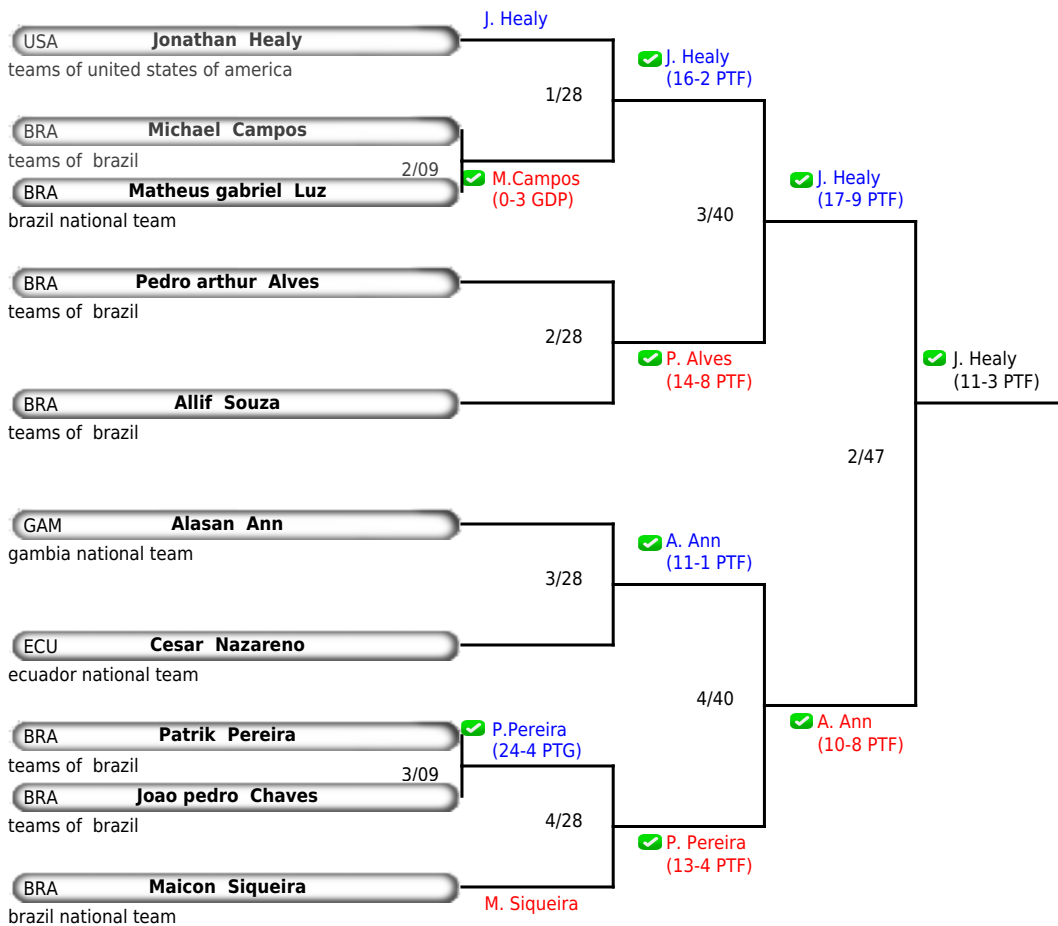 J. Healy
USA Jonathan Healy
teams of united states of america
J. Healy
(16-2 PTF)
1/28
BRA Michael Campos
teams of brazil
2/09
M.Campos
(0-3 GDP)
BRA Matheus gabriel Luz
brazil national team
J. Healy
(17-9 PTF)
3/40
BRA Pedro arthur Alves
teams of brazil
2/28
P. Alves
(14-8 PTF)
J. Healy
(11-3 PTF)
BRA Allif Souza
teams of brazil
2/47
GAM Alasan Ann
gambia national team
A. Ann
(11-1 PTF)
3/28
ECU Cesar Nazareno
ecuador national team
4/40
A. Ann
(10-8 PTF)
BRA Patrik Pereira
teams of brazil
P.Pereira
(24-4 PTG)
3/09
BRA Joao pedro Chaves
teams of brazil
4/28
P. Pereira
(13-4 PTF)
BRA Maicon Siqueira
brazil national team
M. Siqueira